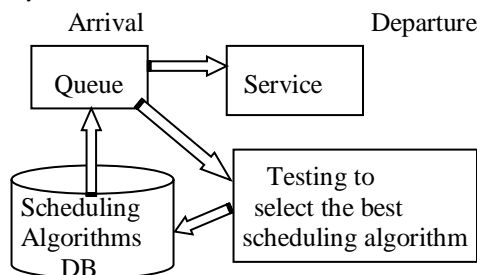 Arrival Departure
Queue Service
Testing to
select the best
scheduling algorithm
Scheduling
Algorithms
DB